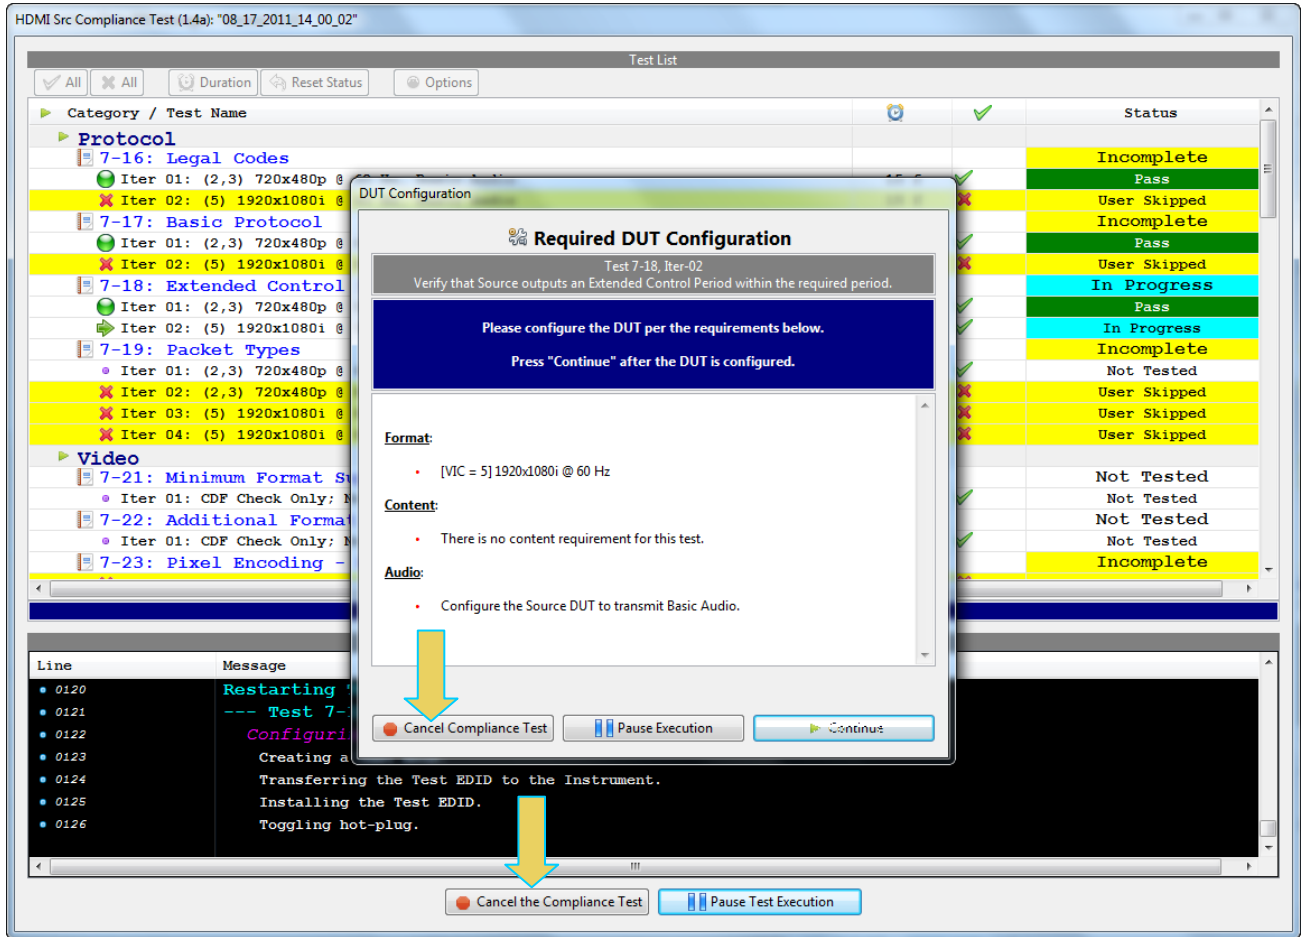 HDMI Src Compliance Test (1.4a): "08_17_2011_14_00_02"
Test List
All All Duration Reset Status Options
Category / Test Name Status
Protocol
7-16: Legal Codes Incomplete
Iter 01: (2,3) 720x480p @ Pass
Iter 02: (5) 1920x1080i @ User Skipped
7-17: Basic Protocol Incomplete
Iter 01: (2,3) 720x480p @ Pass
Iter 02: (5) 1920x1080i @ User Skipped
7-18: Extended Control In Progress
Iter 01: (2,3) 720x480p @ Pass
Iter 02: (5) 1920x1080i @ In Progress
7-19: Packet Types Incomplete
Iter 01: (2,3) 720x480p @ Not Tested
Iter 02: (2,3) 720x480p @ User Skipped
Iter 03: (5) 1920x1080i @ User Skipped
Iter 04: (5) 1920x1080i @ User Skipped
Video
7-21: Minimum Format Not Tested
Iter 01: CDF Check Only; Not Tested
7-22: Additional Format Not Tested
Iter 01: CDF Check Only; Not Tested
7-23: Pixel Encoding - Incomplete
DUT Configuration
Required DUT Configuration
Test 7-18, Iter-02
Verify that Source outputs an Extended Control Period within the required period.
Please configure the DUT per the requirements below.
Press "Continue" after the DUT is configured.
Format:
• [VIC = 5] 1920x1080i @ 60 Hz
Content:
• There is no content requirement for this test.
Audio:
• Configure the Source DUT to transmit Basic Audio.
Cancel Compliance Test Pause Execution Continue
Line Message
0120 Restarting
0121 --- Test 7-
0122 Configuri
0123 Creating a
0124 Transferring the Test EDID to the Instrument.
0125 Installing the Test EDID.
0126 Toggling hot-plug.
Cancel the Compliance Test Pause Test Execution